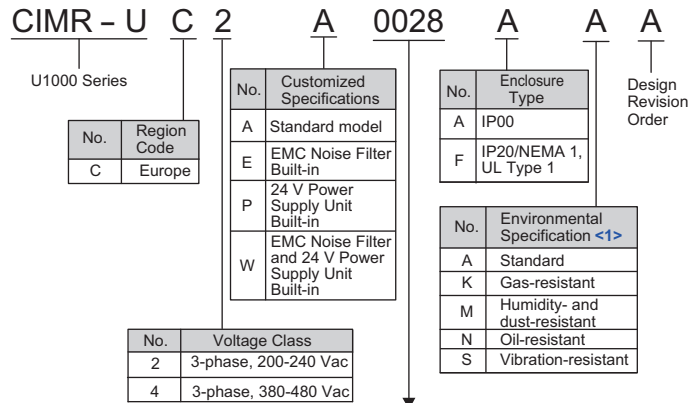 CIMR – U C 2 A 0028 A A A
U1000 Series
No. Region Code
C Europe
No. Customized Specifications
A Standard model
E EMC Noise Filter Built-in
P 24 V Power Supply Unit Built-in
W EMC Noise Filter and 24 V Power Supply Unit Built-in
No. Enclosure Type
A IP00
F IP20/NEMA 1, UL Type 1
Design
Revision
Order
No. Environmental Specification <1>
A Standard
K Gas-resistant
M Humidity- and dust-resistant
N Oil-resistant
S Vibration-resistant
No. Voltage Class
2 3-phase, 200-240 Vac
4 3-phase, 380-480 Vac